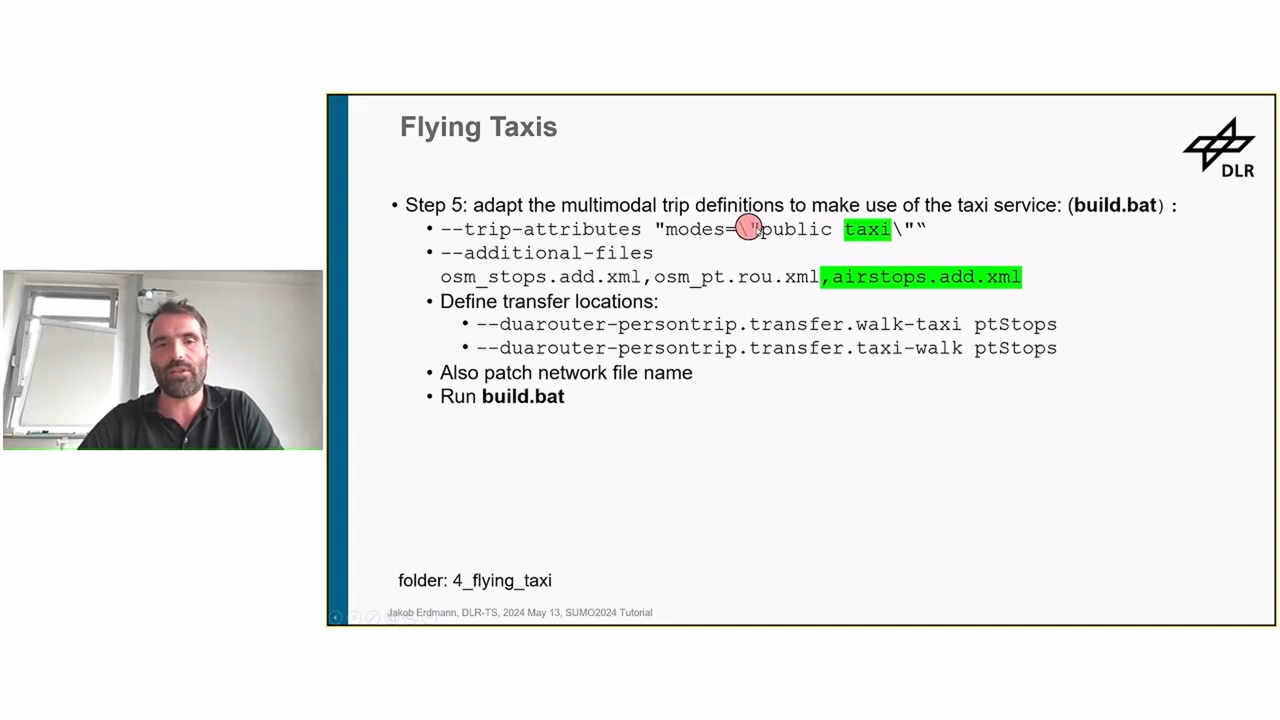 Flying Taxis
DLR
• Step 5: adapt the multimodal trip definitions to make use of the taxi service: (build.bat) :
• --trip-attributes "modes=\"public taxi\"“
• --additional-files
osm_stops.add.xml,osm_pt.rou.xml,airstops.add.xml
• Define transfer locations:
• --duarouter-persontrip.transfer.walk-taxi ptStops
• --duarouter-persontrip.transfer.taxi-walk ptStops
• Also patch network file name
• Run build.bat
folder: 4_flying_taxi
Jakob Erdmann, DLR-TS, 2024 May 13, SUMO2024 Tutorial